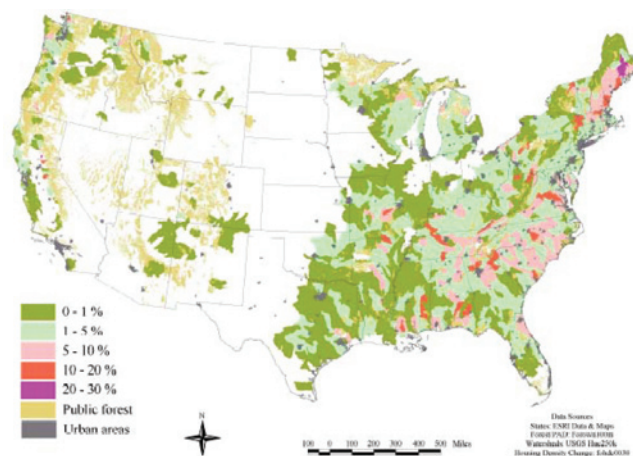 0 - 1 %
1 - 5 %
5 - 10 %
10 - 20 %
20 - 30 %
Public forest
Urban areas
N
100 0 100 200 300 400 Miles
Data Sources
States: ESRI Data & Maps
Watersheds: USGS
Housing Density Change: